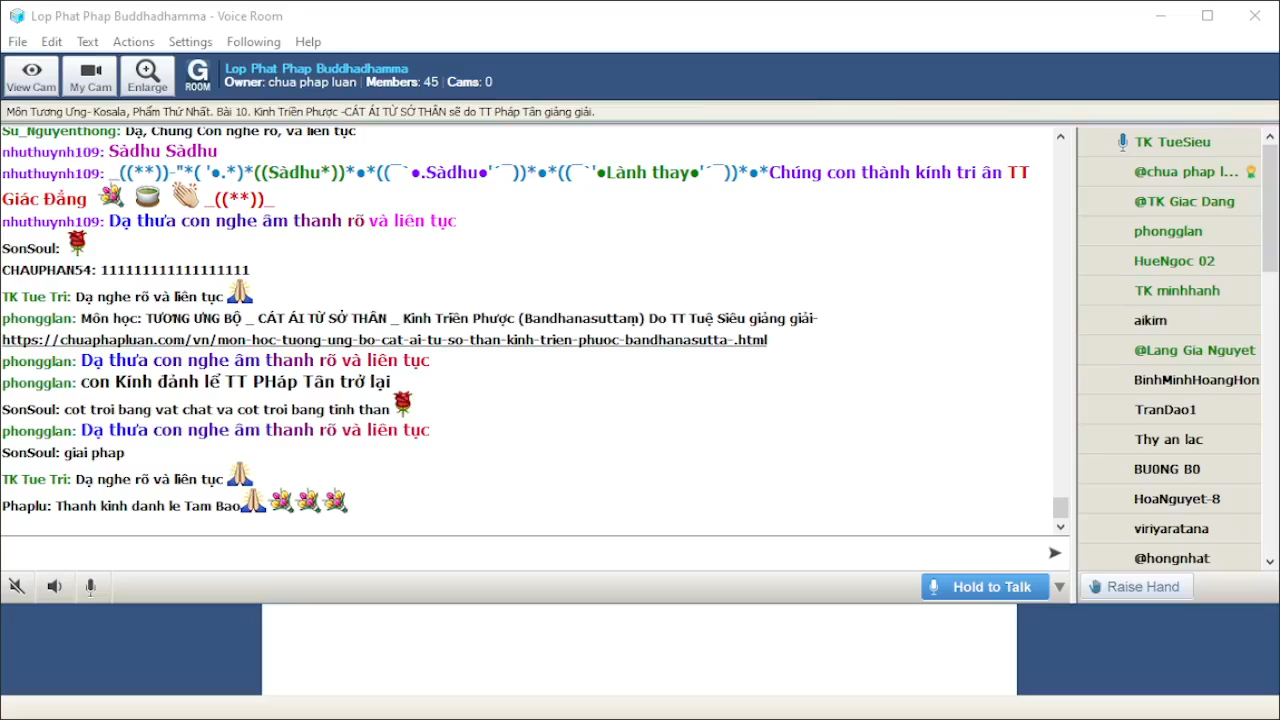 Lop Phat Phap Buddhadhamma - Voice Room
File Edit Text Actions Settings Following Help
View Cam My Cam Enlarge G ROOM
Lop Phat Phap Buddhadhamma
Owner: chua phap luan | Members: 45 | Cams: 0
Môn Tương Ưng- Kosala, Phẩm Thứ Nhất. Bài 10. Kinh Triền Phược -CÁT ÁI TỪ SỞ THÂN sẽ do TT Pháp Tân giảng giải.
Su_Nguyenthong: Dạ, Chúng Con nghe rõ, và liên tục
nhuthuynh109: Sàdhu Sàdhu
nhuthuynh109: _((**))-"*( '●.*)*((Sàdhu*))*●*((¯`●.Sàdhu●'´¯))*●*((¯`'●Lành thay●'´¯))*●*Chúng con thành kính tri ân TT
Giác Đẳng _((**))_
nhuthuynh109: Dạ thưa con nghe âm thanh rõ và liên tục
SonSoul:
CHAUPHAN54: 111111111111111111
TK Tue Tri: Dạ nghe rõ và liên tục
phongglan: Môn học: TƯƠNG ƯNG BỘ _ CÁT ÁI TỪ SỞ THÂN _ Kinh Triền Phược (Bandhanasuttaṃ) Do TT Tuệ Siêu giảng giải-
https://chuaphapluan.com/vn/mon-hoc-tuong-ung-bo-cat-ai-tu-so-than-kinh-trien-phuoc-bandhanasutta-.html
phongglan: Dạ thưa con nghe âm thanh rõ và liên tục
phongglan: con Kính đảnh lể TT PHáp Tân trở lại
SonSoul: cot troi bang vat chat va cot troi bang tinh than
phongglan: Dạ thưa con nghe âm thanh rõ và liên tục
SonSoul: giai phap
TK Tue Tri: Dạ nghe rõ và liên tục
Phaplu: Thanh kinh danh le Tam Bao
TK TueSieu
@chua phap l...
@TK Giac Dang
phongglan
HueNgoc 02
TK minhhanh
aikim
@Lang Gia Nguyet
BinhMinhHoangHon
TranDao1
Thy an lac
BU0NG B0
HoaNguyet-8
viriyaratana
@hongnhat
Hold to Talk
Raise Hand